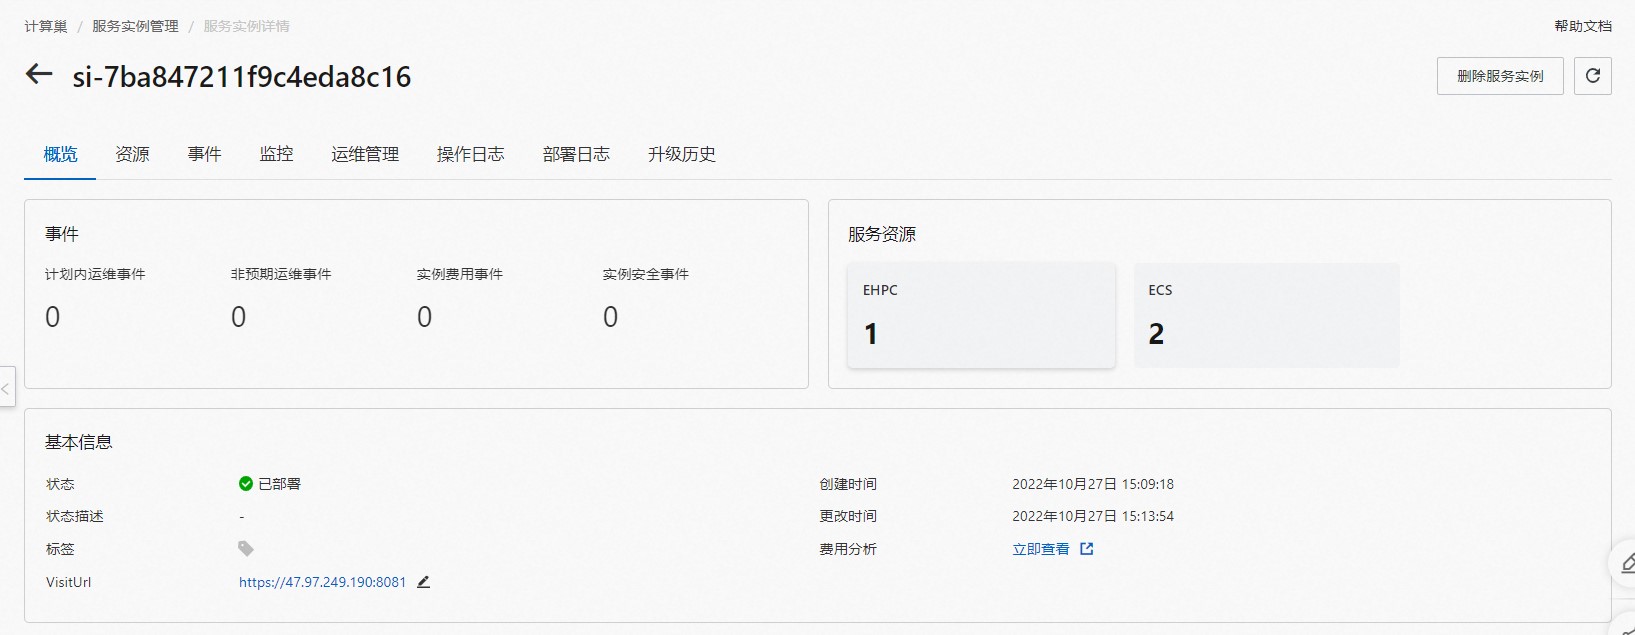 计算巢 / 服务实例管理 / 服务实例详情
帮助文档
si-7ba847211f9c4eda8c16
删除服务实例
概览 资源 事件 监控 运维管理 操作日志 部署日志 升级历史
事件
计划内运维事件 非预期运维事件 实例费用事件 实例安全事件
0 0 0 0
服务资源
EHPC ECS
1 2
基本信息
状态 已部署 创建时间 2022年10月27日 15:09:18
状态描述 - 更改时间 2022年10月27日 15:13:54
标签 费用分析 立即查看
VisitUrl https://47.97.249.190:8081